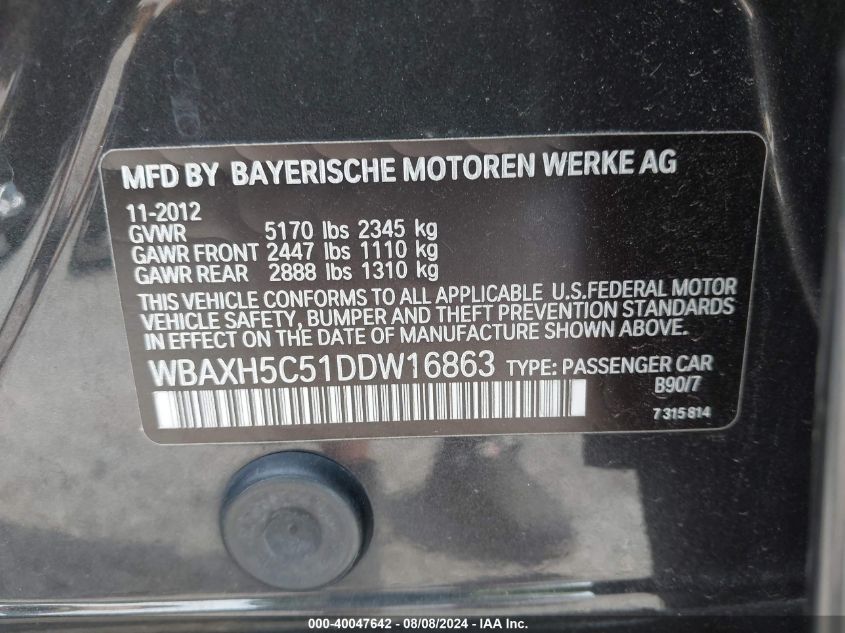 MFD BY BAYERISCHE MOTOREN WERKE AG
11-2012
GVWR 5170 lbs 2345 kg
GAWR FRONT 2447 lbs 1110 kg
GAWR REAR 2888 lbs 1310 kg
THIS VEHICLE CONFORMS TO ALL APPLICABLE U.S.FEDERAL MOTOR
VEHICLE SAFETY, BUMPER AND THEFT PREVENTION STANDARDS
IN EFFECT ON THE DATE OF MANUFACTURE SHOWN ABOVE.
WBAXH5C51DDW16863 TYPE: PASSENGER CAR
B90/7
7 315 814
000-40047642 - 08/08/2024 - IAA Inc.